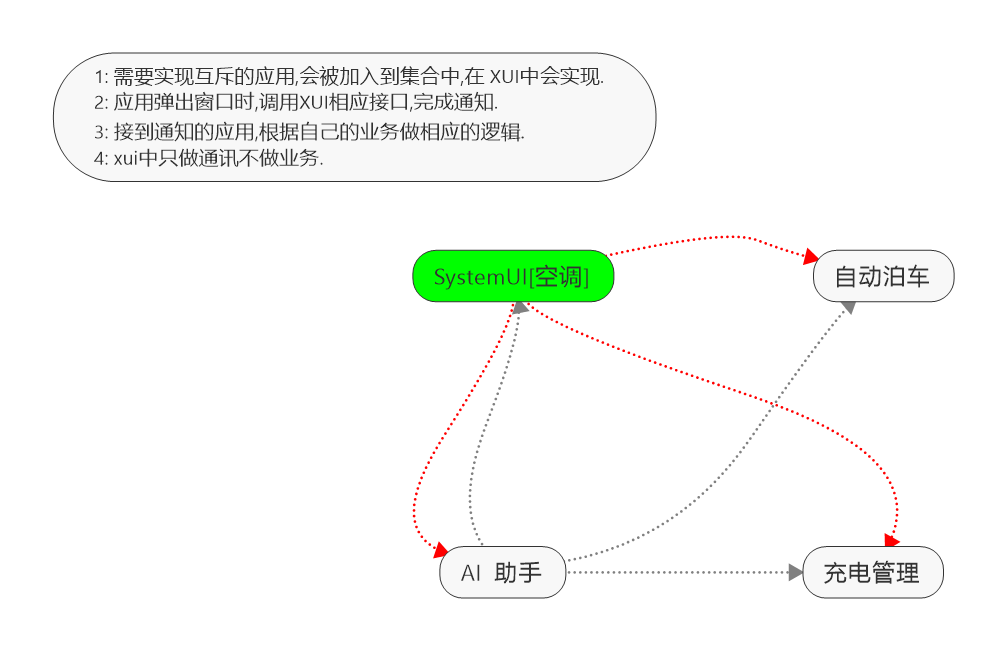 1: 需要实现互斥的应用,会被加入到集合中,在 XUI中会实现.
2: 应用弹出窗口时,调用XUI相应接口,完成通知.
3: 接到通知的应用,根据自己的业务做相应的逻辑.
4: xui中只做通讯不做业务.
SystemUI[空调]
自动泊车
AI 助手
充电管理